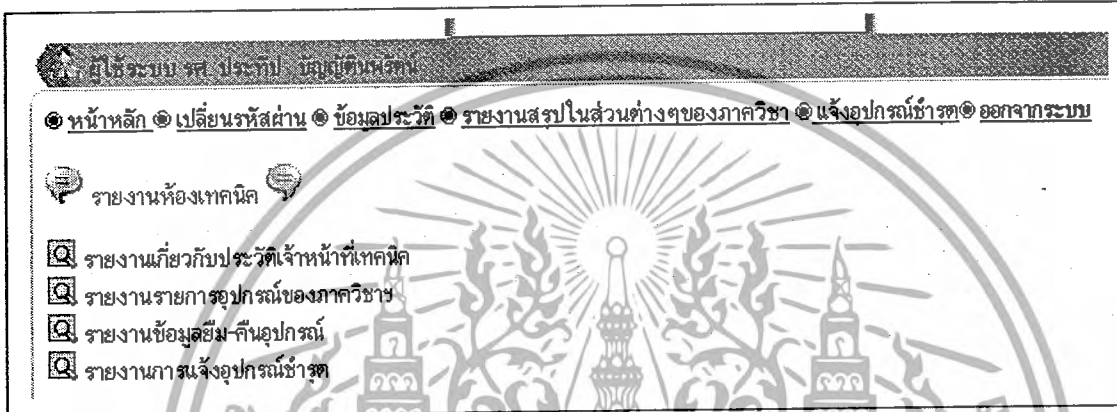 ผู้ใช้ระบบ รศ. ประทีป บัญญัตินพรัตน์
หน้าหลัก เปลี่ยนรหัสผ่าน ข้อมูลประวัติ รายงานสรุปในส่วนต่างๆของภาควิชา แจ้งอุปกรณ์ชำรุด ออกจากระบบ
รายงานห้องเทคนิค
รายงานเกี่ยวกับประวัติเจ้าหน้าที่เทคนิค
รายงานรายการอุปกรณ์ของภาควิชาฯ
รายงานข้อมูลยืม-คืนอุปกรณ์
รายงานการแจ้งอุปกรณ์ชำรุด